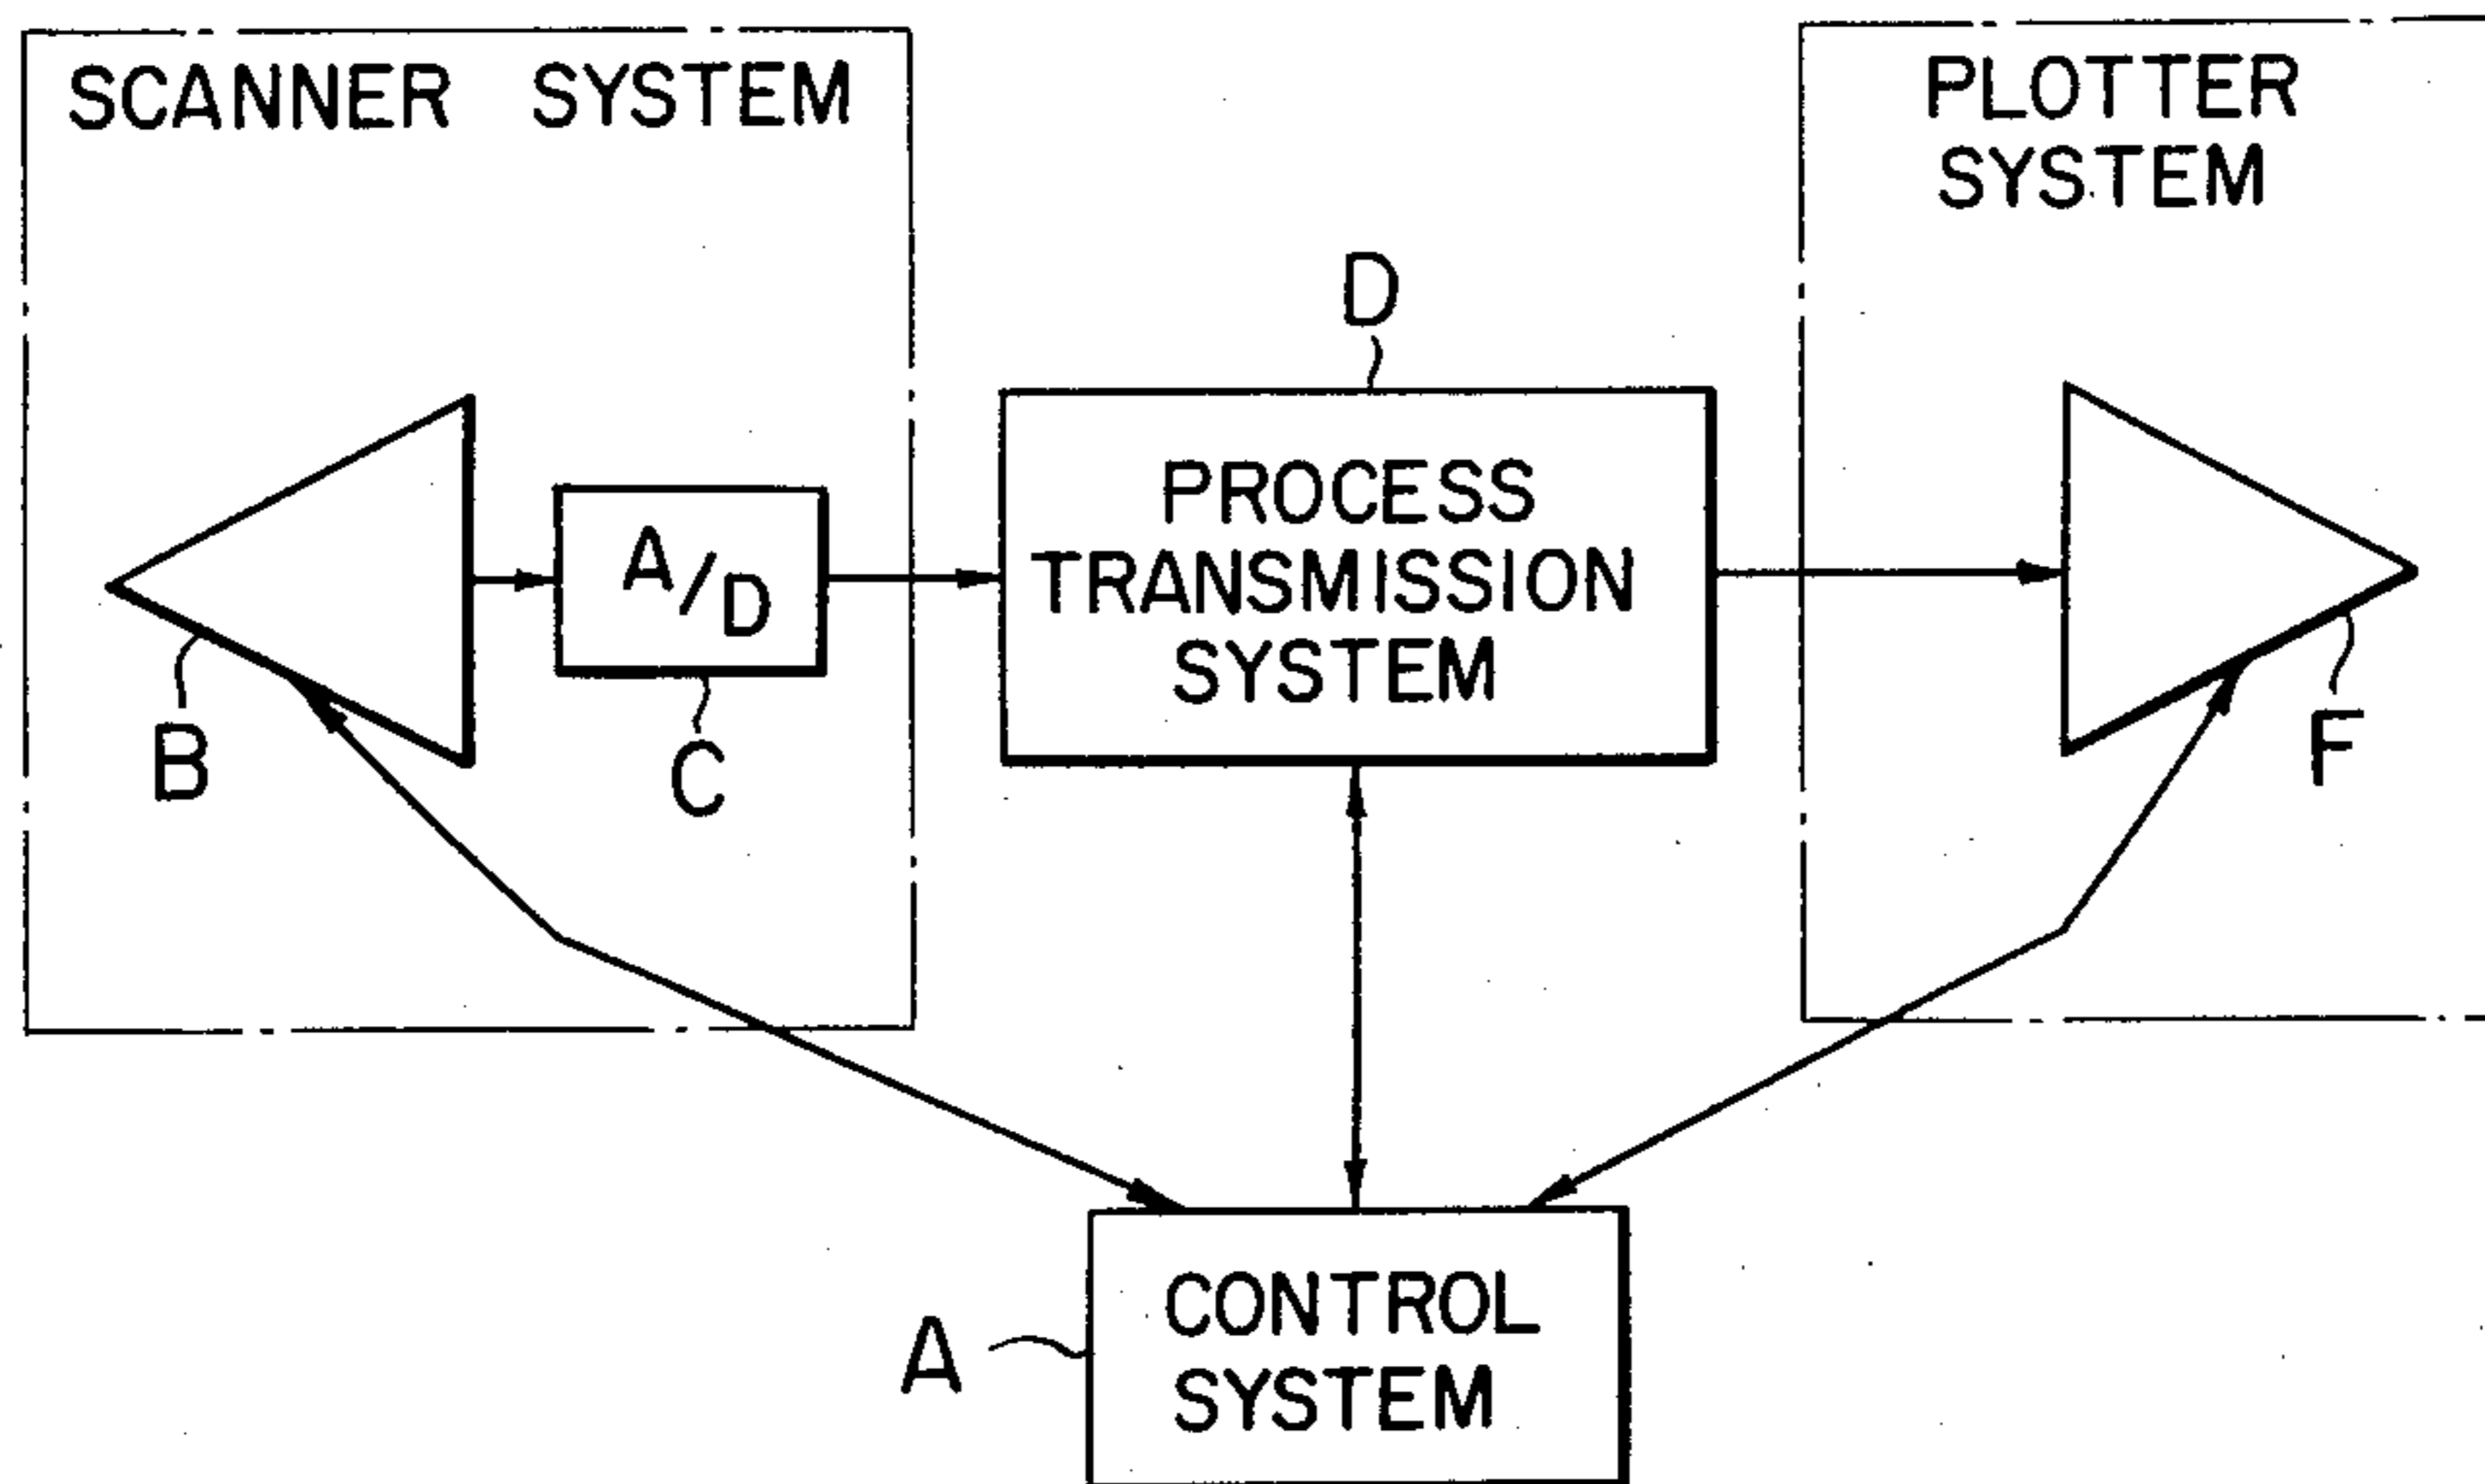 SCANNER SYSTEM
PLOTTER
SYSTEM
D
PROCESS
TRANSMISSION
SYSTEM
A/D
B
C
F
A
CONTROL
SYSTEM